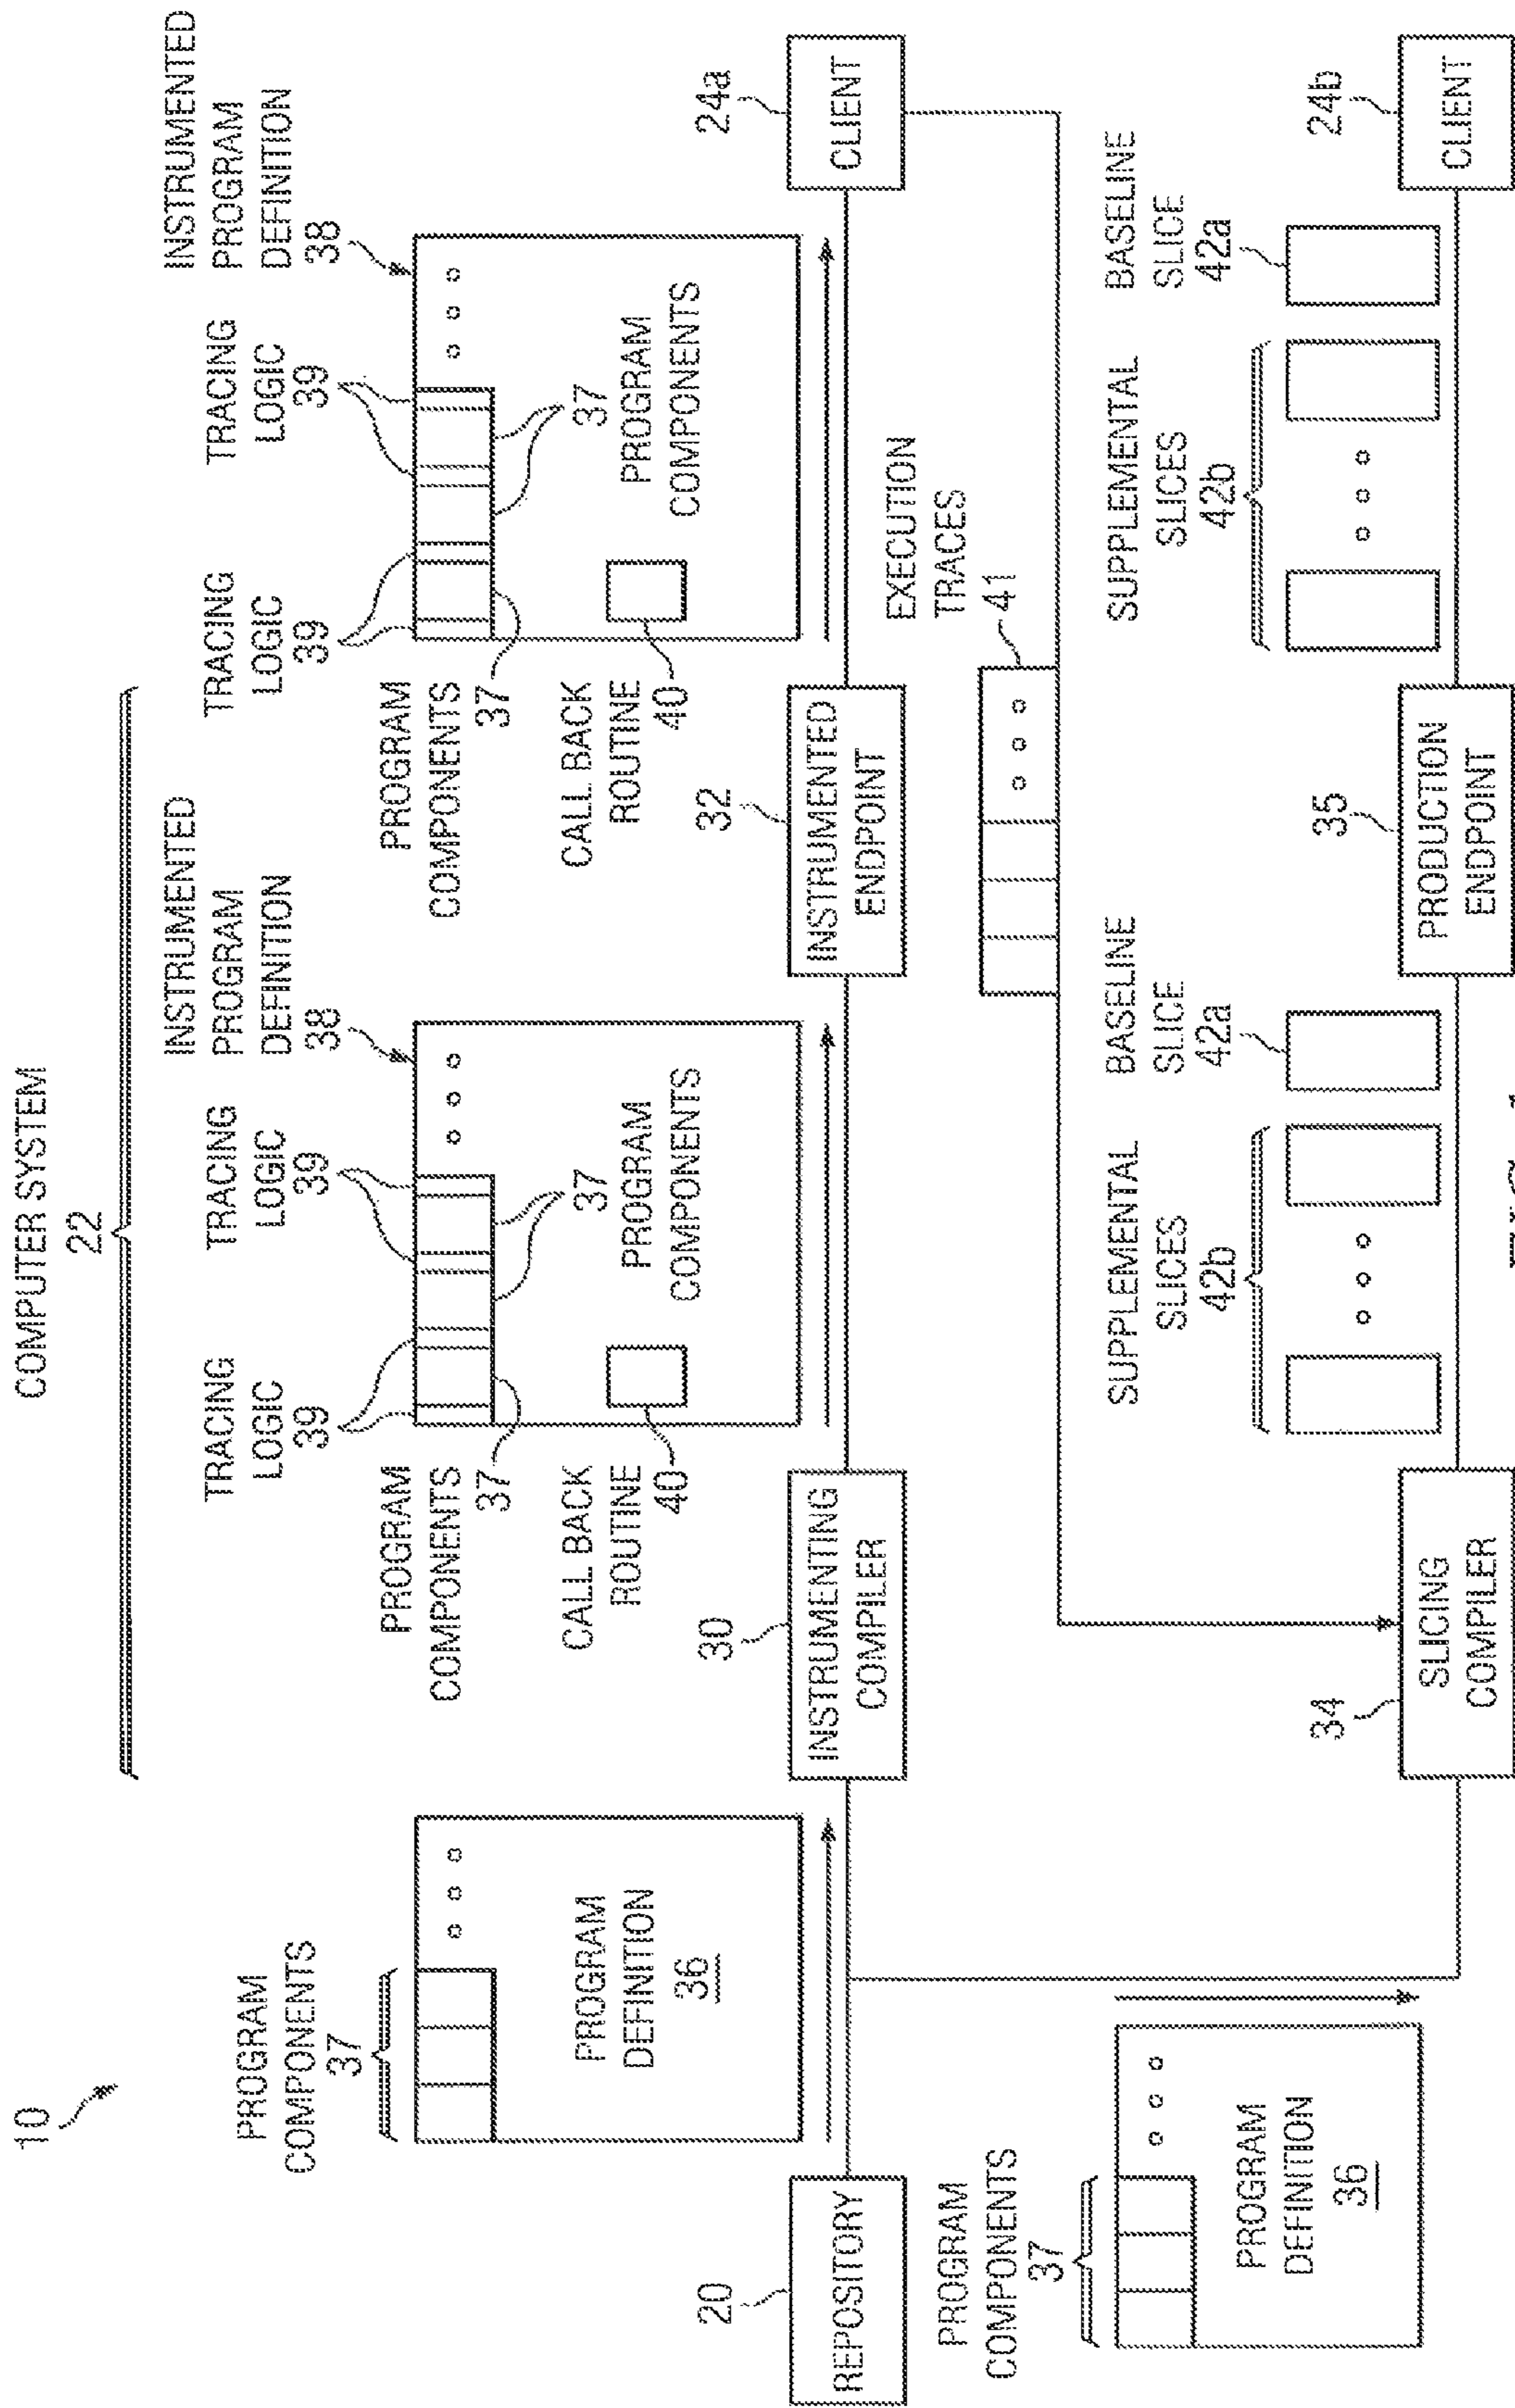 10
COMPUTER SYSTEM
22
PROGRAM
COMPONENTS
37
PROGRAM
DEFINITION
36
TRACING
LOGIC
39
TRACING
LOGIC
39
INSTRUMENTED
PROGRAM
DEFINITION
38
PROGRAM
COMPONENTS
37
37
PROGRAM
COMPONENTS
CALL BACK
ROUTINE
40
TRACING
LOGIC
39
TRACING
LOGIC
39
INSTRUMENTED
PROGRAM
DEFINITION
38
PROGRAM
COMPONENTS
37
37
PROGRAM
COMPONENTS
CALL BACK
ROUTINE
40
20
REPOSITORY
30
INSTRUMENTING
COMPILER
32
INSTRUMENTED
ENDPOINT
24a
CLIENT
EXECUTION
TRACES
41
PROGRAM
COMPONENTS
37
PROGRAM
DEFINITION
36
SUPPLEMENTAL
SLICES
42b
BASELINE
SLICE
42a
SUPPLEMENTAL
SLICES
42b
BASELINE
SLICE
42a
34
SLICING
COMPILER
35
PRODUCTION
ENDPOINT
24b
CLIENT